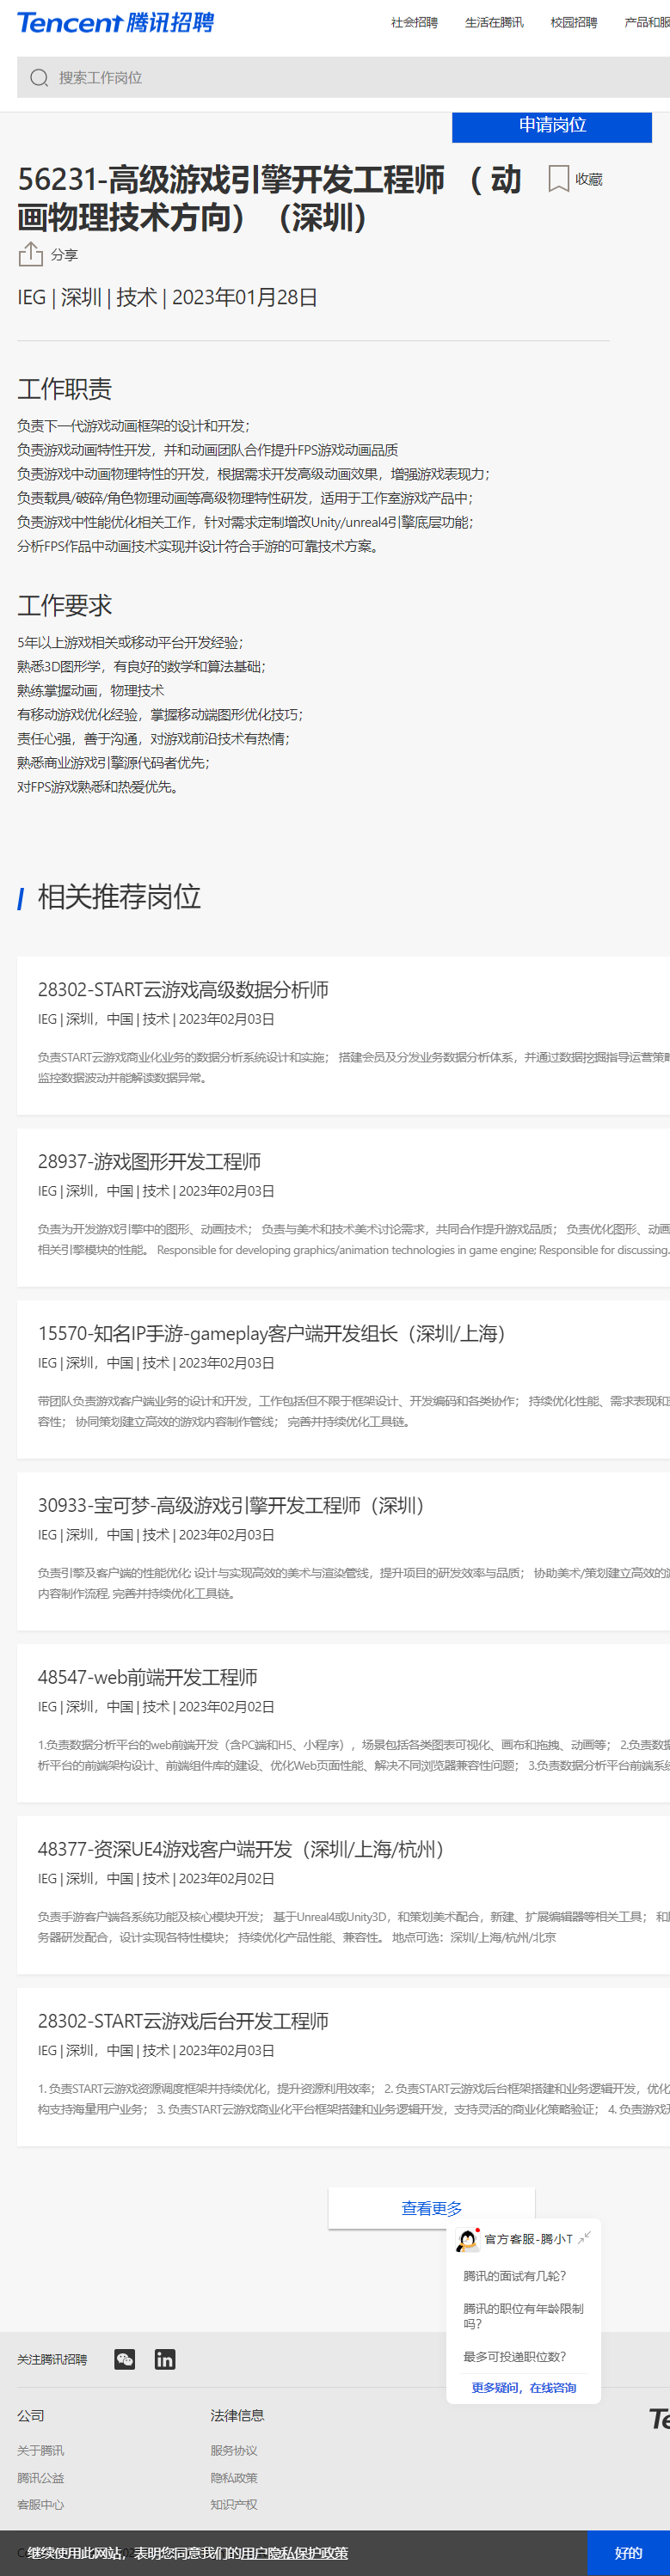 Tencent 腾讯招聘
社会招聘 生活在腾讯 校园招聘 产品和服
搜索工作岗位
申请岗位
56231-高级游戏引擎开发工程师 （ 动
画物理技术方向）（深圳）
收藏
分享
IEG | 深圳 | 技术 | 2023年01月28日
工作职责
负责下一代游戏动画框架的设计和开发；
负责游戏动画特性开发，并和动画团队合作提升FPS游戏动画品质
负责游戏中动画物理特性的开发，根据需求开发高级动画效果，增强游戏表现力；
负责载具/破碎/角色物理动画等高级物理特性研发，适用于工作室游戏产品中；
负责游戏中性能优化相关工作，针对需求定制增改Unity/unreal4引擎底层功能；
分析FPS作品中动画技术实现并设计符合手游的可靠技术方案。
工作要求
5年以上游戏相关或移动平台开发经验；
熟悉3D图形学，有良好的数学和算法基础；
熟练掌握动画，物理技术
有移动游戏优化经验，掌握移动端图形优化技巧；
责任心强，善于沟通，对游戏前沿技术有热情；
熟悉商业游戏引擎源代码者优先；
对FPS游戏熟悉和热爱优先。
相关推荐岗位
28302-START云游戏高级数据分析师
IEG | 深圳，中国 | 技术 | 2023年02月03日
负责START云游戏商业化业务的数据分析系统设计和实施； 搭建会员及分发业务数据分析体系，并通过数据挖掘指导运营策略
监控数据波动并能解读数据异常。
28937-游戏图形开发工程师
IEG | 深圳，中国 | 技术 | 2023年02月03日
负责为开发游戏引擎中的图形、动画技术； 负责与美术和技术美术讨论需求，共同合作提升游戏品质； 负责优化图形、动画
相关引擎模块的性能。 Responsible for developing graphics/animation technologies in game engine; Responsible for discussing.
15570-知名IP手游-gameplay客户端开发组长（深圳/上海）
IEG | 深圳，中国 | 技术 | 2023年02月03日
带团队负责游戏客户端业务的设计和开发，工作包括但不限于框架设计、开发编码和各类协作； 持续优化性能、需求表现和
容性； 协同策划建立高效的游戏内容制作管线； 完善并持续优化工具链。
30933-宝可梦-高级游戏引擎开发工程师（深圳）
IEG | 深圳，中国 | 技术 | 2023年02月03日
负责引擎及客户端的性能优化; 设计与实现高效的美术与渲染管线，提升项目的研发效率与品质； 协助美术/策划建立高效的
内容制作流程, 完善并持续优化工具链。
48547-web前端开发工程师
IEG | 深圳，中国 | 技术 | 2023年02月02日
1.负责数据分析平台的web前端开发（含PC端和H5、小程序），场景包括各类图表可视化、画布和拖拽、动画等； 2.负责数据
析平台的前端架构设计、前端组件库的建设、优化Web页面性能、解决不同浏览器兼容性问题； 3.负责数据分析平台前端系
48377-资深UE4游戏客户端开发（深圳/上海/杭州）
IEG | 深圳，中国 | 技术 | 2023年02月02日
负责手游客户端各系统功能及核心模块开发； 基于Unreal4或Unity3D，和策划美术配合，新建、扩展编辑器等相关工具； 和
务器研发配合，设计实现各特性模块； 持续优化产品性能、兼容性。 地点可选：深圳/上海/杭州/北京
28302-START云游戏后台开发工程师
IEG | 深圳，中国 | 技术 | 2023年02月03日
1. 负责START云游戏资源调度框架并持续优化，提升资源利用效率； 2. 负责START云游戏后台框架搭建和业务逻辑开发，优化
构支持海量用户业务； 3. 负责START云游戏商业化平台框架搭建和业务逻辑开发，支持灵活的商业化策略验证； 4. 负责游戏
查看更多
官方客服-腾小T
腾讯的面试有几轮？
腾讯的职位有年龄限制
吗？
最多可投递职位数？
更多疑问，在线咨询
关注腾讯招聘
公司 法律信息
关于腾讯 服务协议
腾讯公益 隐私政策
客服中心 知识产权
继续使用此网站，表明您同意我们的用户隐私保护政策
好的